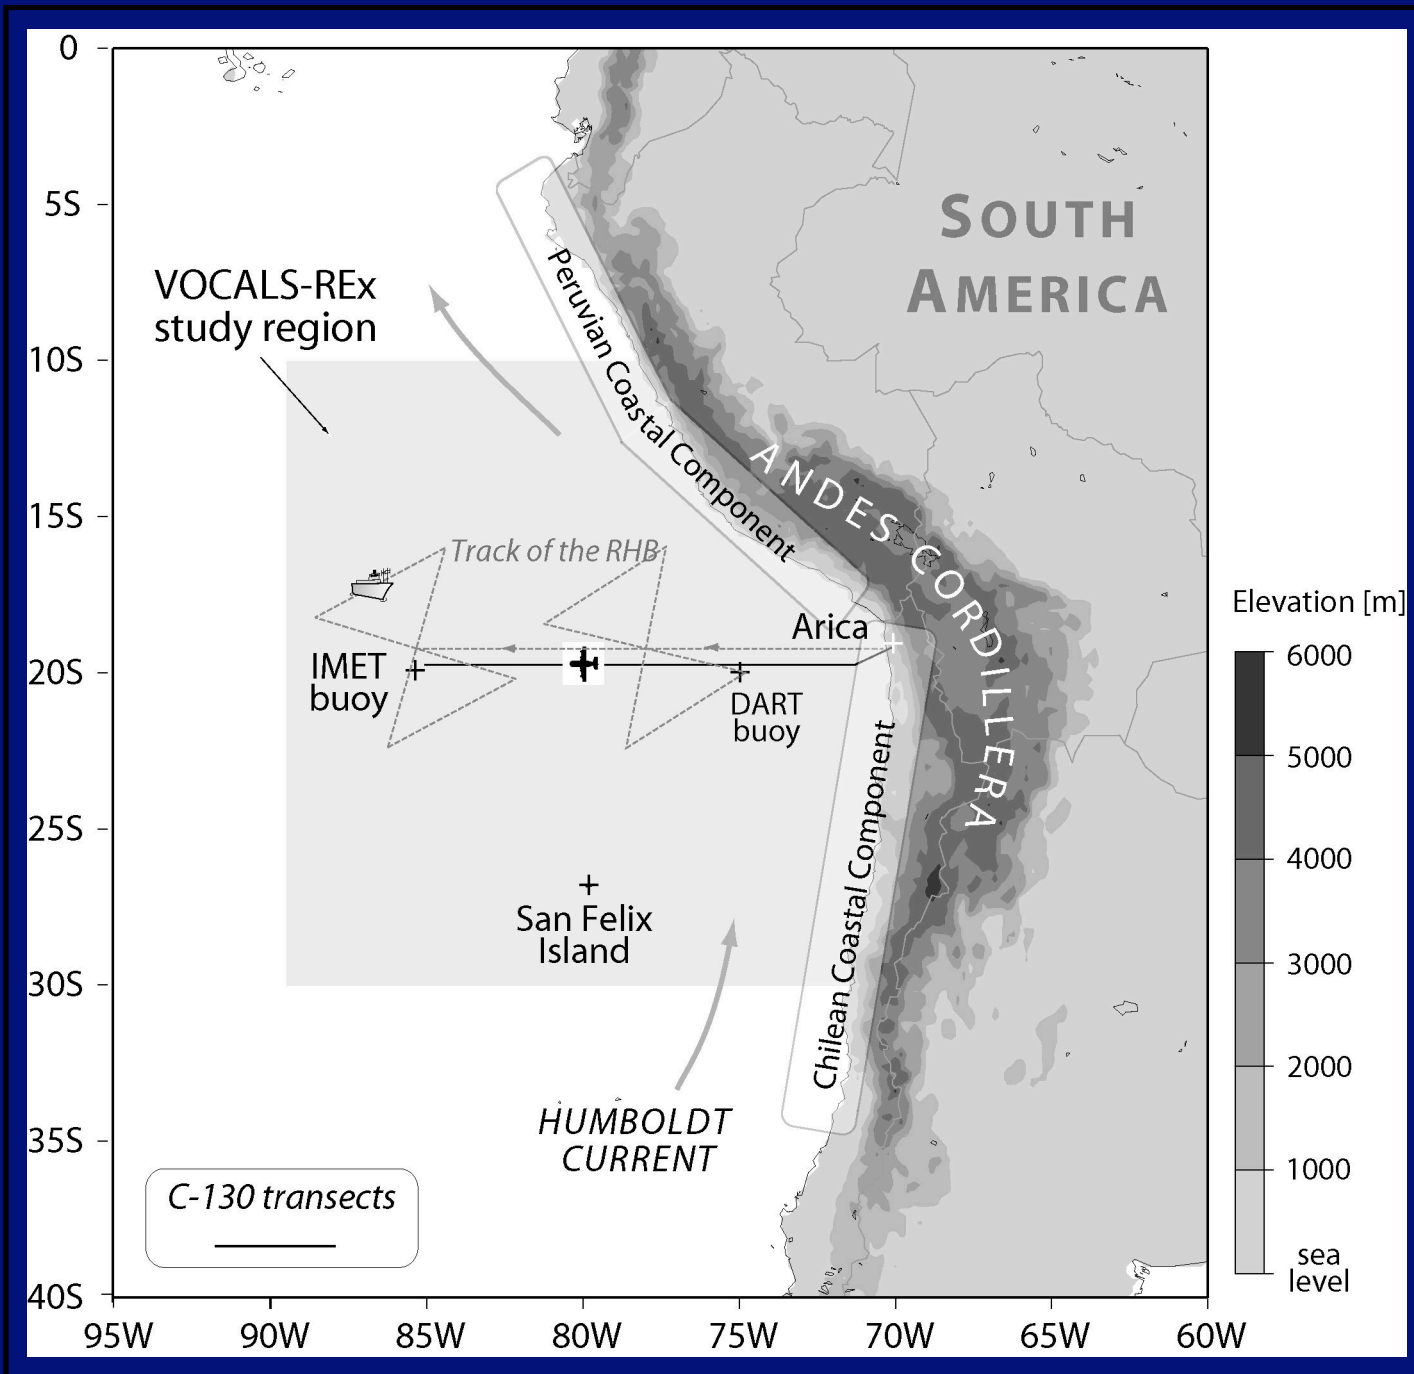 0
5S
10S
15S
20S
25S
30S
35S
40S
95W
90W
85W
80W
75W
70W
65W
60W
SOUTH
AMERICA
VOCALS-REx
study region
Peruvian Coastal Component
ANDES CORDILLERA
Track of the RHB
Arica
IMET
buoy
DART
buoy
Chilean Coastal Component
San Felix
Island
HUMBOLDT
CURRENT
C-130 transects
Elevation [m]
6000
5000
4000
3000
2000
1000
sea
level